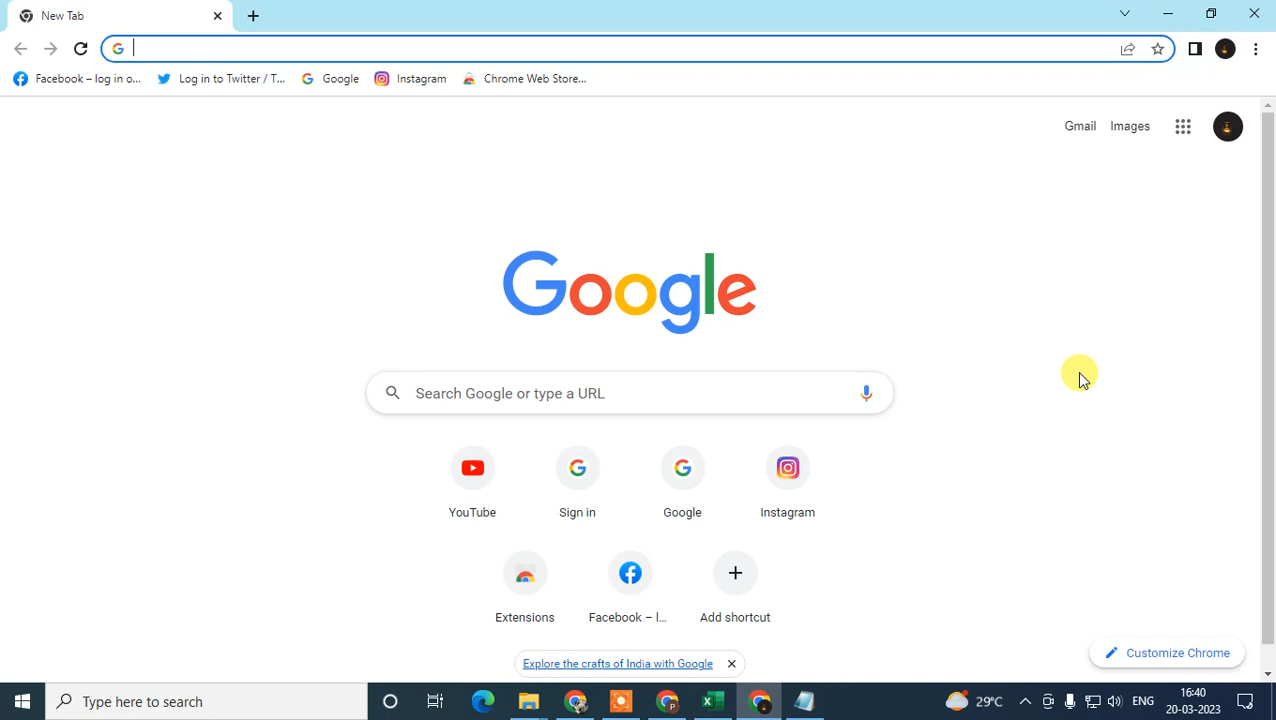 New Tab
Facebook – log in o...
Log in to Twitter / T...
Google
Instagram
Chrome Web Store...
Gmail
Images
Google
Search Google or type a URL
YouTube
Sign in
Google
Instagram
Extensions
Facebook – l...
Add shortcut
Explore the crafts of India with Google
Customize Chrome
Type here to search
29°C
ENG
16:40
20-03-2023